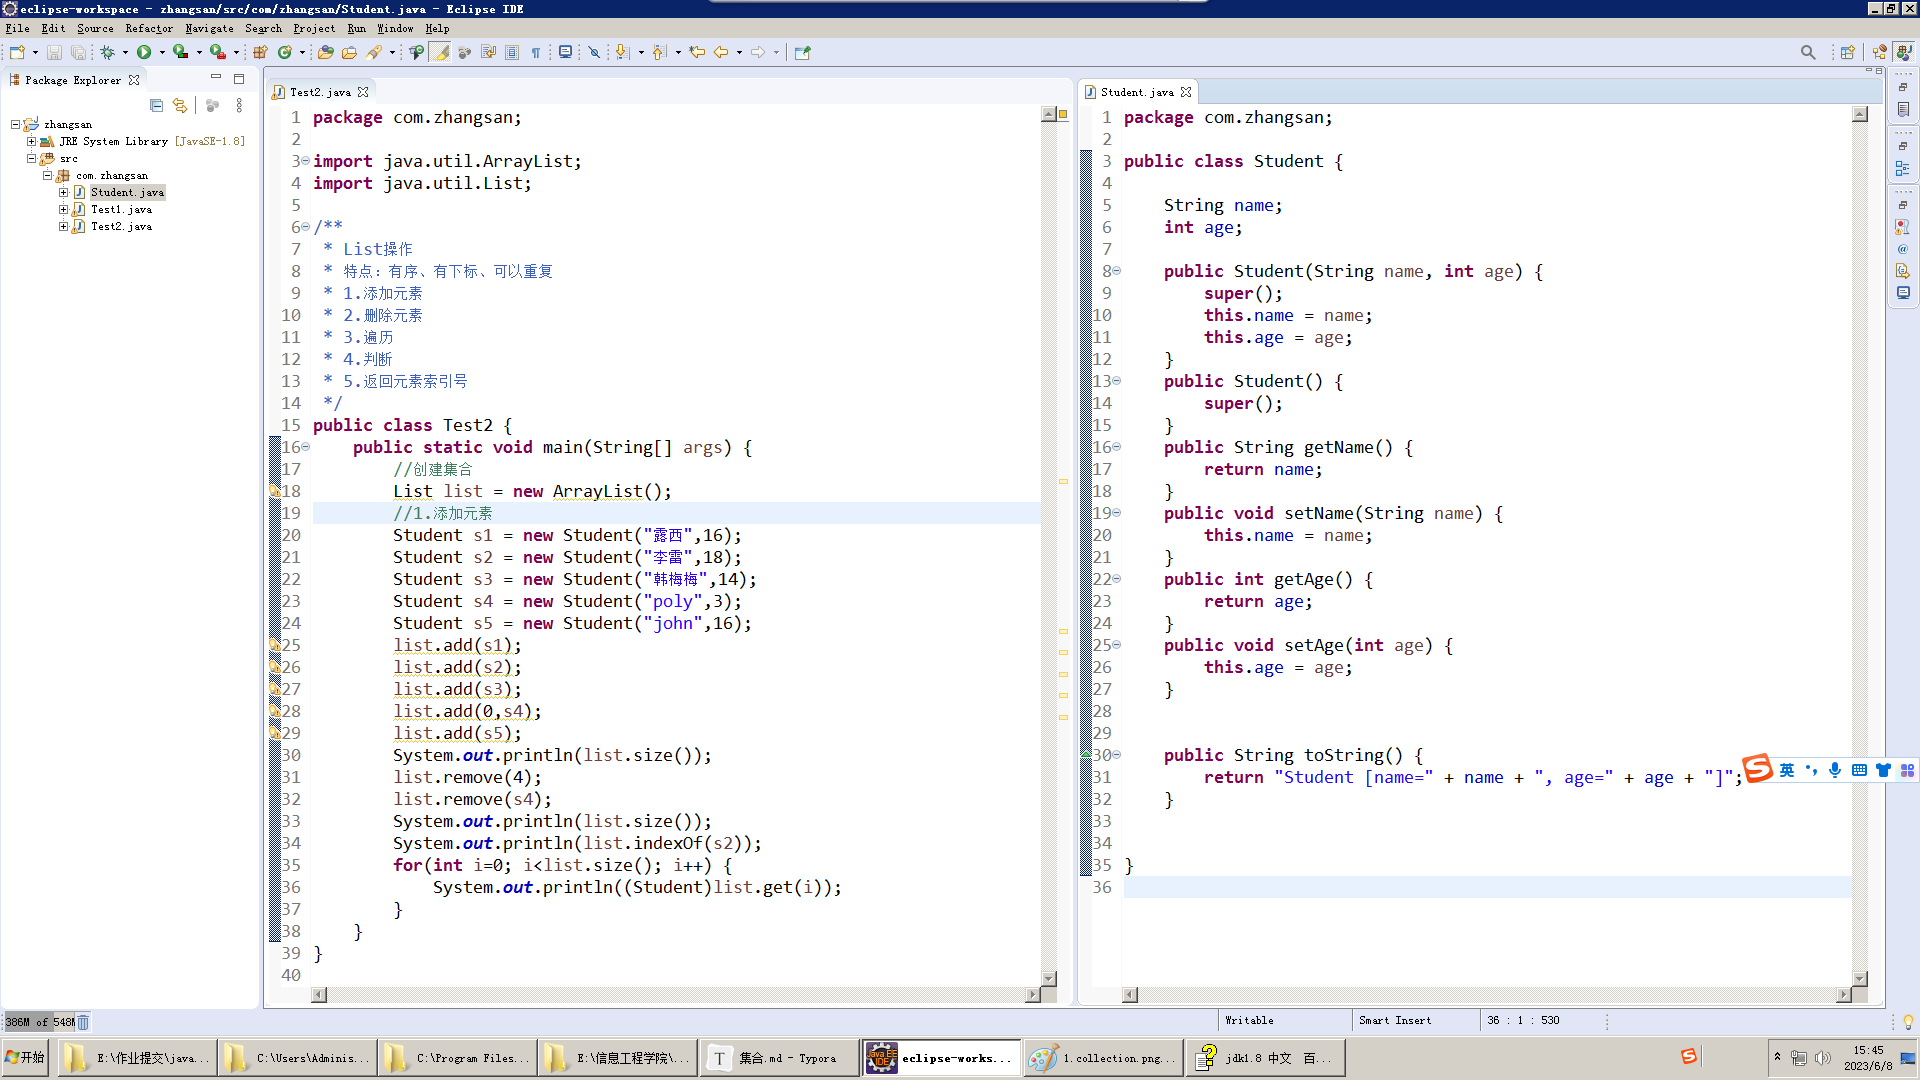 eclipse-workspace - zhangsan/src/com/zhangsan/Student.java - Eclipse IDE
File Edit Source Refactor Navigate Search Project Run Window Help
Package Explorer
zhangsan
JRE System Library [JavaSE-1.8]
src
com.zhangsan
Student.java
Test1.java
Test2.java
Test2.java
1 package com.zhangsan;
2
3 import java.util.ArrayList;
4 import java.util.List;
5
6 /**
7 * List操作
8 * 特点：有序、有下标、可以重复
9 * 1.添加元素
10 * 2.删除元素
11 * 3.遍历
12 * 4.判断
13 * 5.返回元素索引号
14 */
15 public class Test2 {
16 public static void main(String[] args) {
17 //创建集合
18 List list = new ArrayList();
19 //1.添加元素
20 Student s1 = new Student("露西",16);
21 Student s2 = new Student("李雷",18);
22 Student s3 = new Student("韩梅梅",14);
23 Student s4 = new Student("poly",3);
24 Student s5 = new Student("john",16);
25 list.add(s1);
26 list.add(s2);
27 list.add(s3);
28 list.add(0,s4);
29 list.add(s5);
30 System.out.println(list.size());
31 list.remove(4);
32 list.remove(s4);
33 System.out.println(list.size());
34 System.out.println(list.indexOf(s2));
35 for(int i=0; i<list.size(); i++) {
36 System.out.println((Student)list.get(i));
37 }
38 }
39 }
40
Student.java
1 package com.zhangsan;
2
3 public class Student {
4
5 String name;
6 int age;
7
8 public Student(String name, int age) {
9 super();
10 this.name = name;
11 this.age = age;
12 }
13 public Student() {
14 super();
15 }
16 public String getName() {
17 return name;
18 }
19 public void setName(String name) {
20 this.name = name;
21 }
22 public int getAge() {
23 return age;
24 }
25 public void setAge(int age) {
26 this.age = age;
27 }
28
29
30 public String toString() {
31 return "Student [name=" + name + ", age=" + age + "]";
32 }
33
34
35 }
36
英
386M of 548M
Writable
Smart Insert
36 : 1 : 530
开始
E:\作业提交\java...
C:\Users\Adminis...
C:\Program Files...
E:\信息工程学院\...
集合.md - Typora
eclipse-works...
1.collection.png...
jdk1.8 中文 百...
15:45
2023/6/8